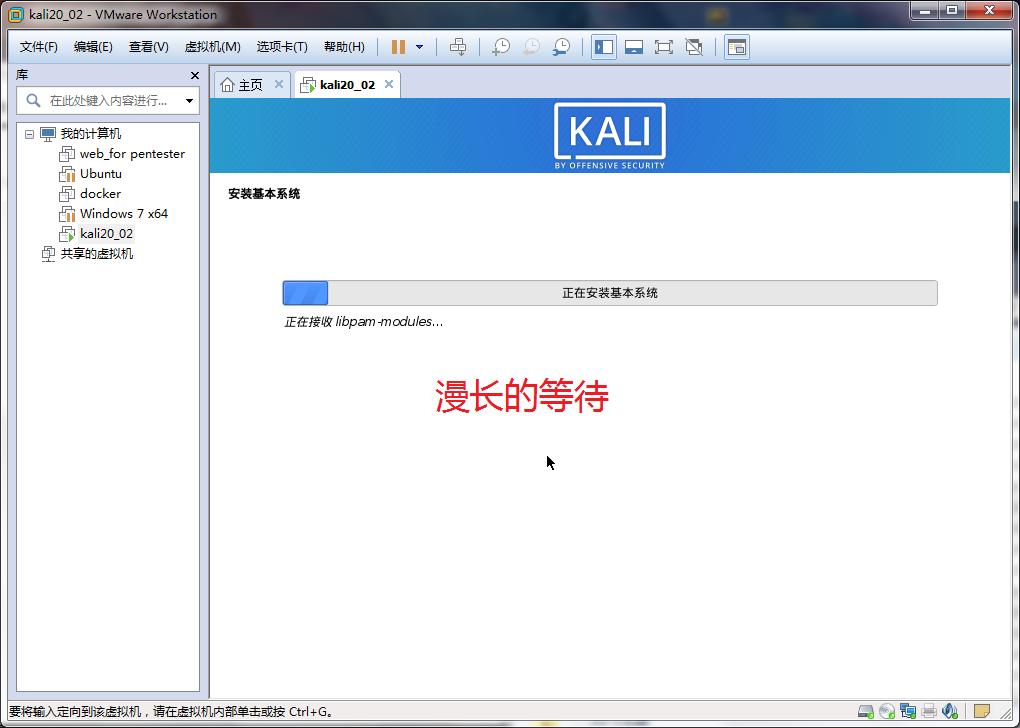 kali20_02 - VMware Workstation
文件(F) 编辑(E) 查看(V) 虚拟机(M) 选项卡(T) 帮助(H)
库
主页 kali20_02
在此处键入内容进行...
我的计算机
web_for pentester
Ubuntu
docker
Windows 7 x64
kali20_02
共享的虚拟机
KALI
BY OFFENSIVE SECURITY
安装基本系统
正在安装基本系统
正在接收 libpam-modules...
漫长的等待
要将输入定向到该虚拟机，请在虚拟机内部单击或按 Ctrl+G。